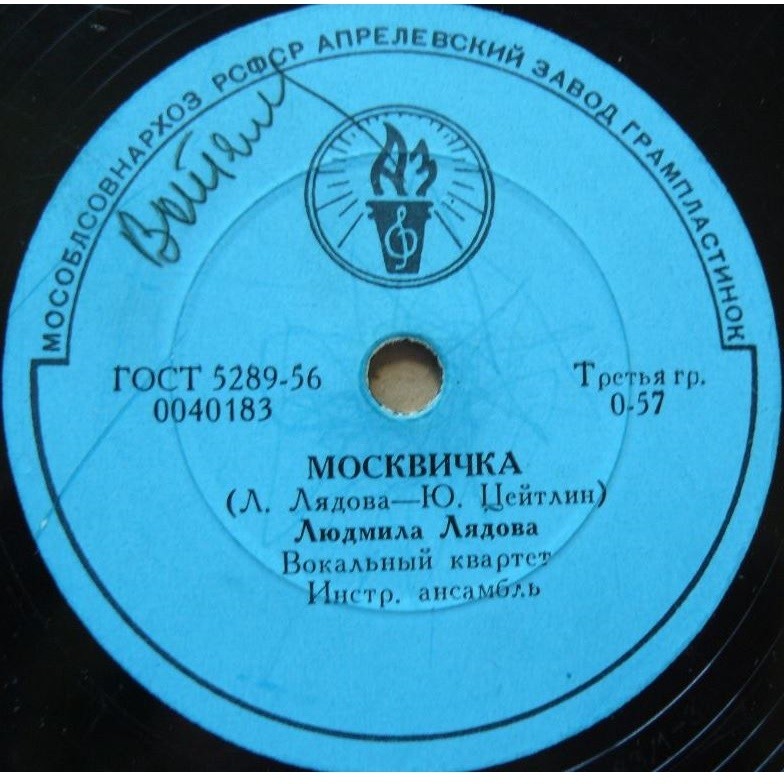 МОСОБЛСОВНАРХОЗ РСФСР АПРЕЛЕВСКИЙ ЗАВОД ГРАМПЛАСТИНОК
АЗ
ГОСТ 5289-56
0040183
Третья гр.
0-57
МОСКВИЧКА
(Л. Лядова—Ю. Цейтлин)
Людмила Лядова
Вокальный квартет
Инстр. ансамбль